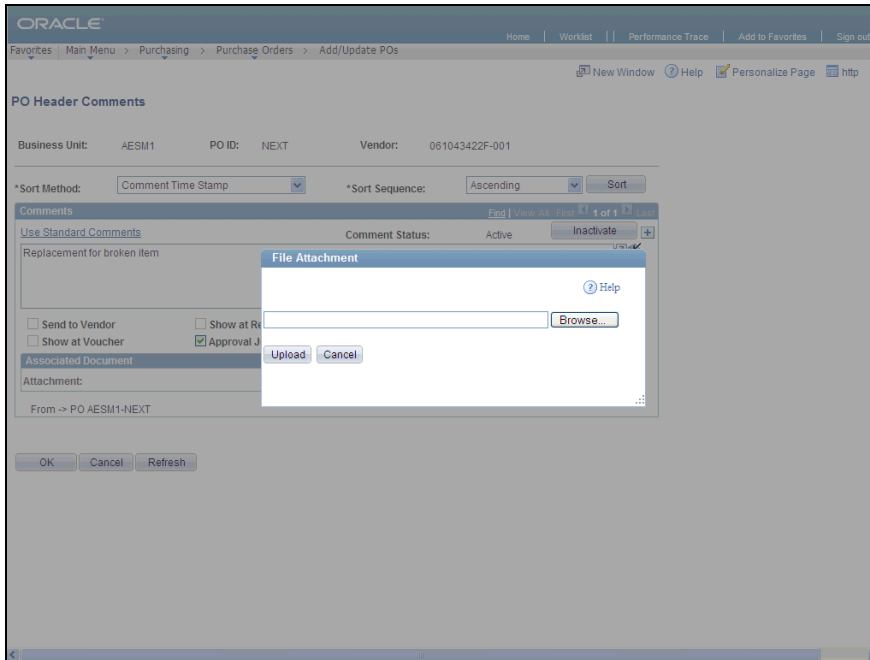 ORACLE
Home | Worklist | | Performance Trace | Add to Favorites | Sign out
Favorites | Main Menu > Purchasing > Purchase Orders > Add/Update POs
New Window ? Help Personalize Page http
PO Header Comments
Business Unit: AESM1 PO ID: NEXT Vendor: 061043422F-001
*Sort Method: Comment Time Stamp *Sort Sequence: Ascending Sort
Comments Find | View All First 1 of 1 Last
Use Standard Comments Comment Status: Active Inactivate +
Replacement for broken item
File Attachment
? Help
Browse...
Upload Cancel
Send to Vendor Show at Re
Show at Voucher Approval J
Associated Document
Attachment:
From -> PO AESM1-NEXT
OK Cancel Refresh